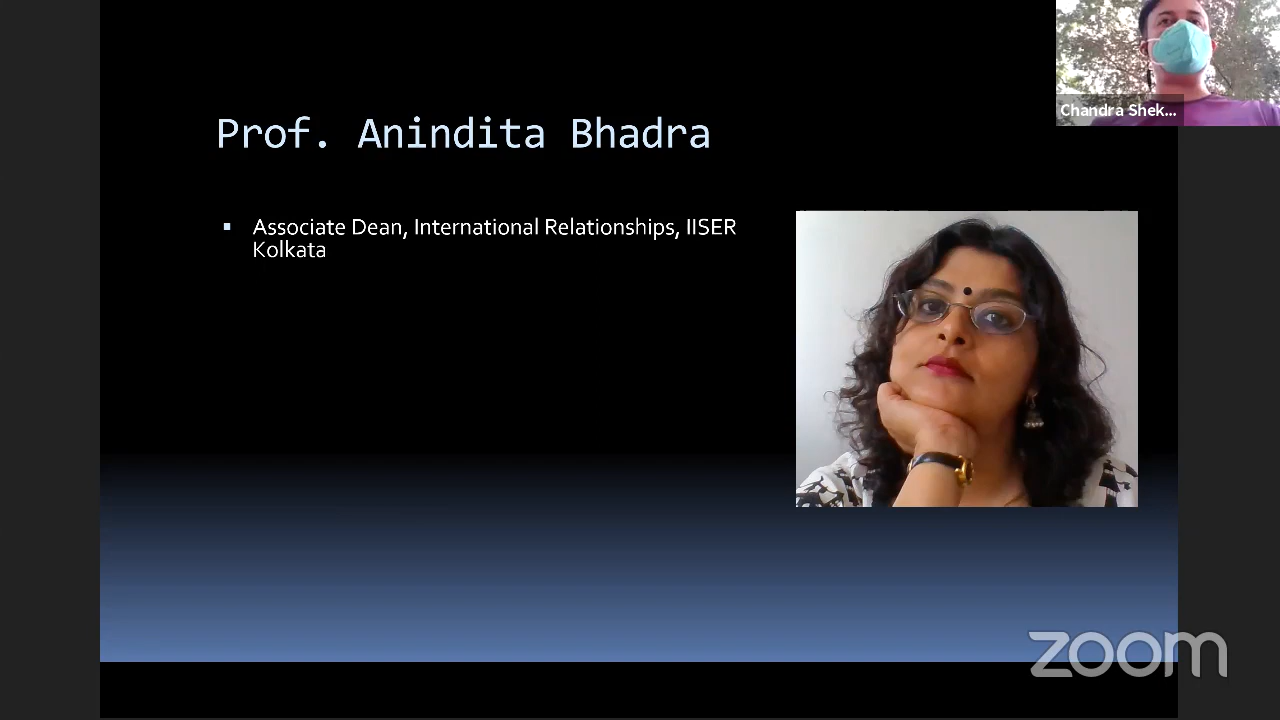 Chandra Shek...
Prof. Anindita Bhadra
▪ Associate Dean, International Relationships, IISER
Kolkata
zoom